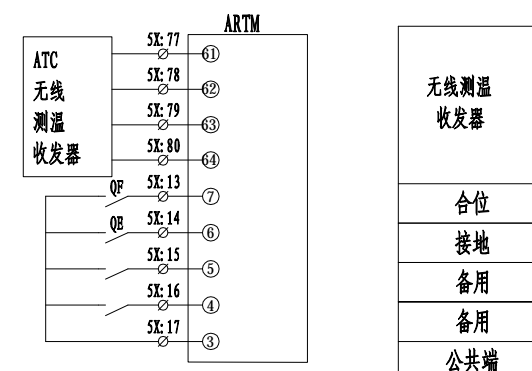 ARTM
ATC
无线
测温
收发器
5X: 77
61
5X: 78
62
5X: 79
63
5X: 80
64
QF
5X: 13
⑦
QE
5X: 14
⑥
5X: 15
⑤
5X: 16
④
5X: 17
③
无线测温
收发器
合位
接地
备用
备用
公共端